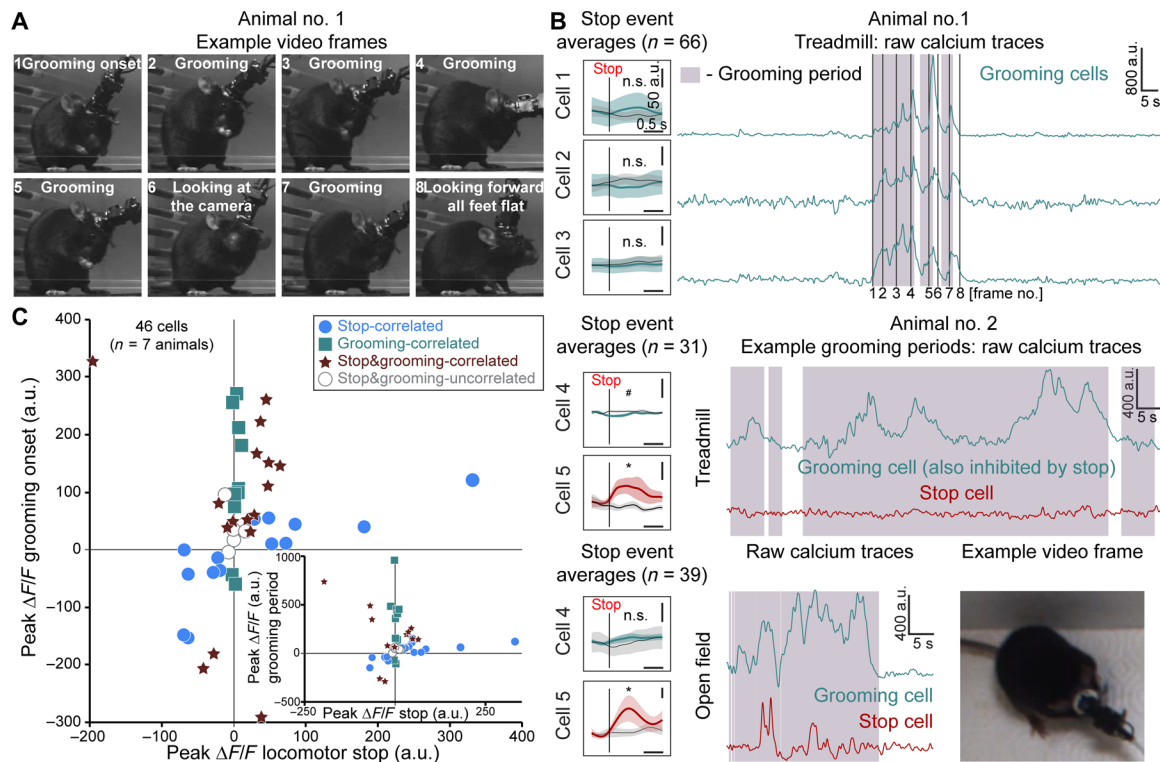 A
Animal no. 1
Example video frames
1Grooming onset
2 Grooming
3 Grooming
4 Grooming
5 Grooming
6 Looking at
the camera
7 Grooming
8Looking forward
all feet flat
B
Stop event
averages (n = 66)
Animal no.1
Treadmill: raw calcium traces
- Grooming period
Grooming cells
800 a.u.
5 s
Cell 1
Stop
n.s.
50 a.u.
0.5 s
Cell 2
n.s.
Cell 3
n.s.
1 2 3 4 5 6 7 8 [frame no.]
Stop event
averages (n = 31)
Animal no. 2
Example grooming periods: raw calcium traces
Cell 4
Stop
#
Cell 5
*
Treadmill
400 a.u.
5 s
Grooming cell (also inhibited by stop)
Stop cell
Stop event
averages (n = 39)
Raw calcium traces
Example video frame
Cell 4
Stop
n.s.
Cell 5
*
Open field
400 a.u.
5 s
Grooming cell
Stop cell
C
46 cells
(n = 7 animals)
Stop-correlated
Grooming-correlated
Stop&grooming-correlated
Stop&grooming-uncorrelated
Peak ΔF/F grooming onset (a.u.)
400
300
200
100
0
−100
−200
−300
−200
−100
0
100
200
300
400
Peak ΔF/F locomotor stop (a.u.)
Peak ΔF/F (a.u.)
grooming period
1000
500
0
−500
−250
250
Peak ΔF/F stop (a.u.)